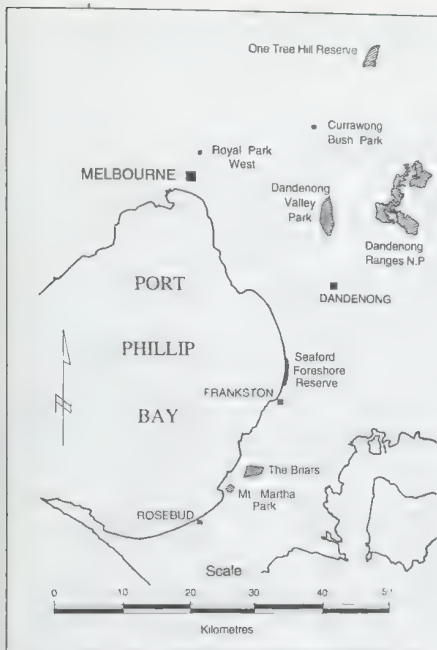 One Tree Hill Reserve
Currawong
Bush Park
Royal Park
West
MELBOURNE
Dandenong
Valley
Park
Dandenong
Ranges N.P
PORT
DANDENONG
PHILLIP
Seaford
Foreshore
Reserve
FRANKSTON
BAY
The Briars
Mt Martha
Park
ROSEBUD
Scale
0 10 20 30 40
Kilometres